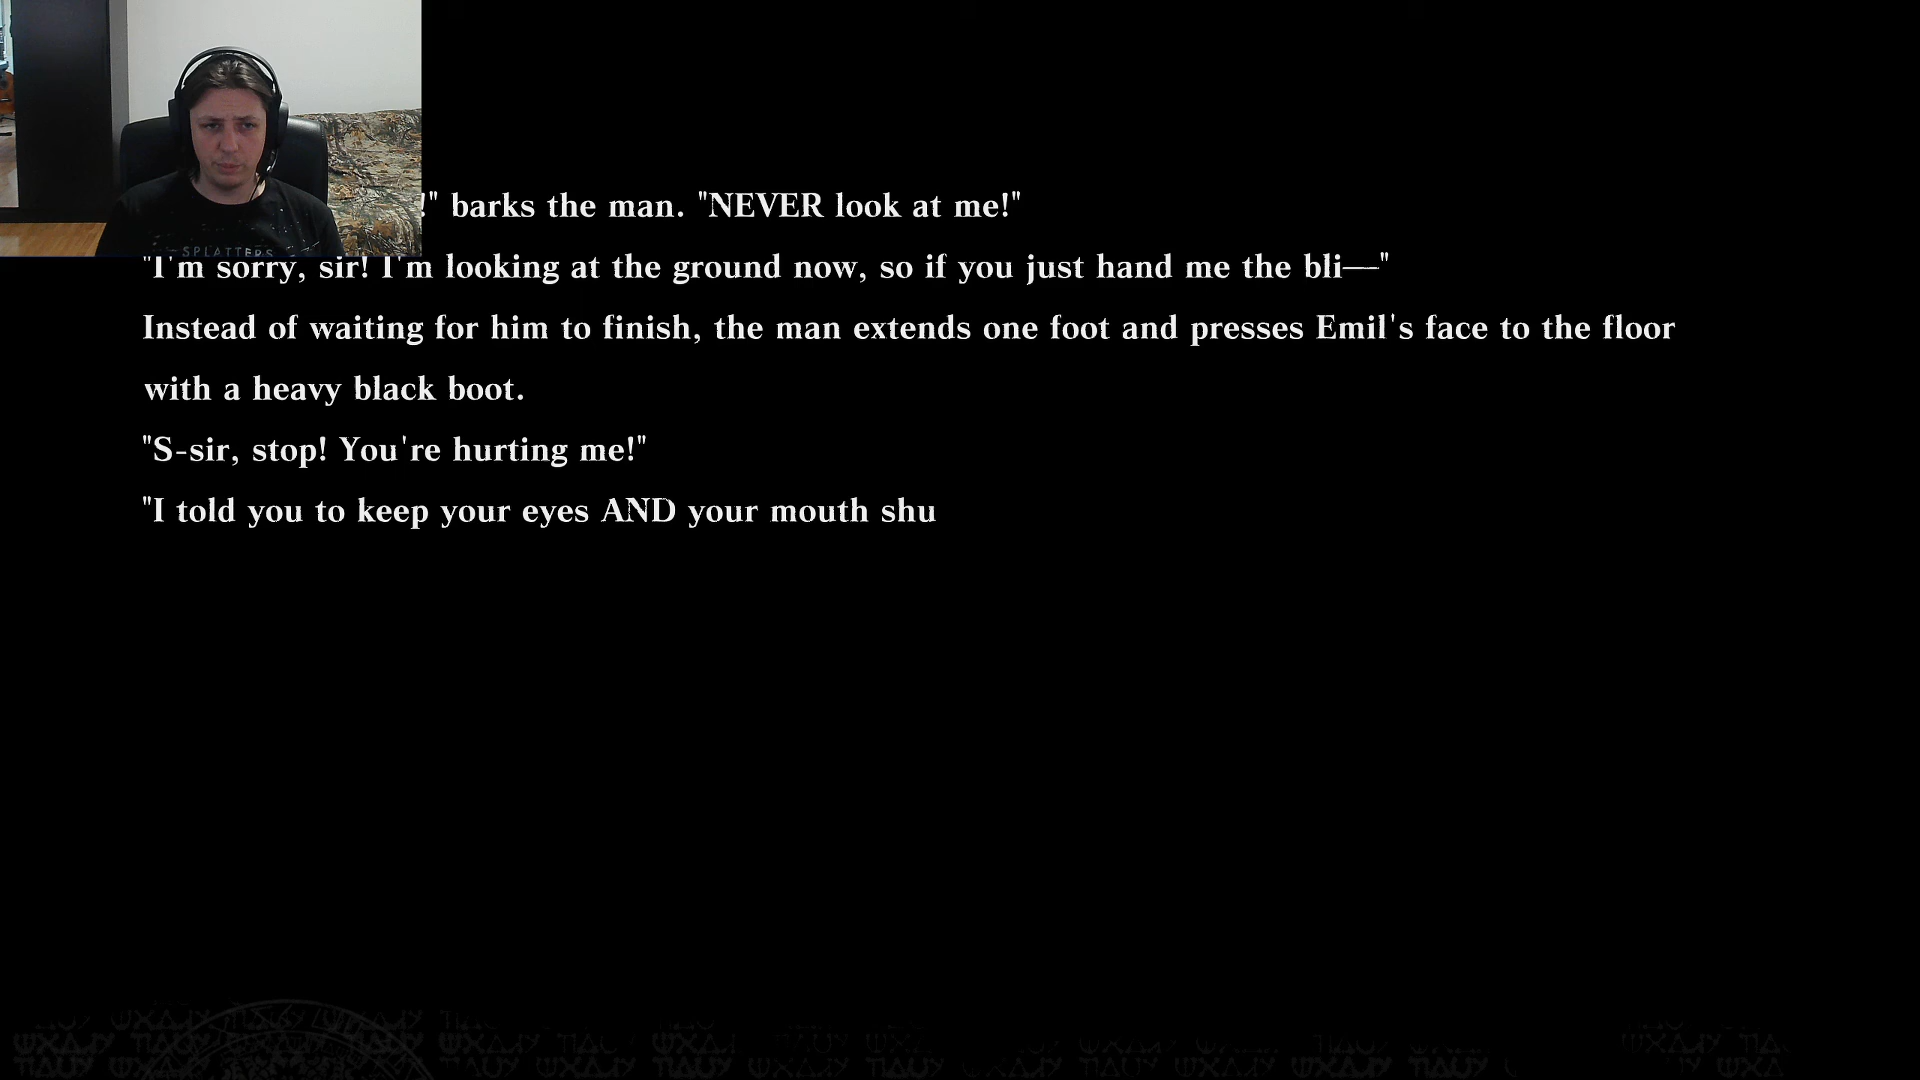 !" barks the man. "NEVER look at me!"
SPLATTERS
"I'm sorry, sir! I'm looking at the ground now, so if you just hand me the bli—"
Instead of waiting for him to finish, the man extends one foot and presses Emil's face to the floor
with a heavy black boot.
"S-sir, stop! You're hurting me!"
"I told you to keep your eyes AND your mouth shu